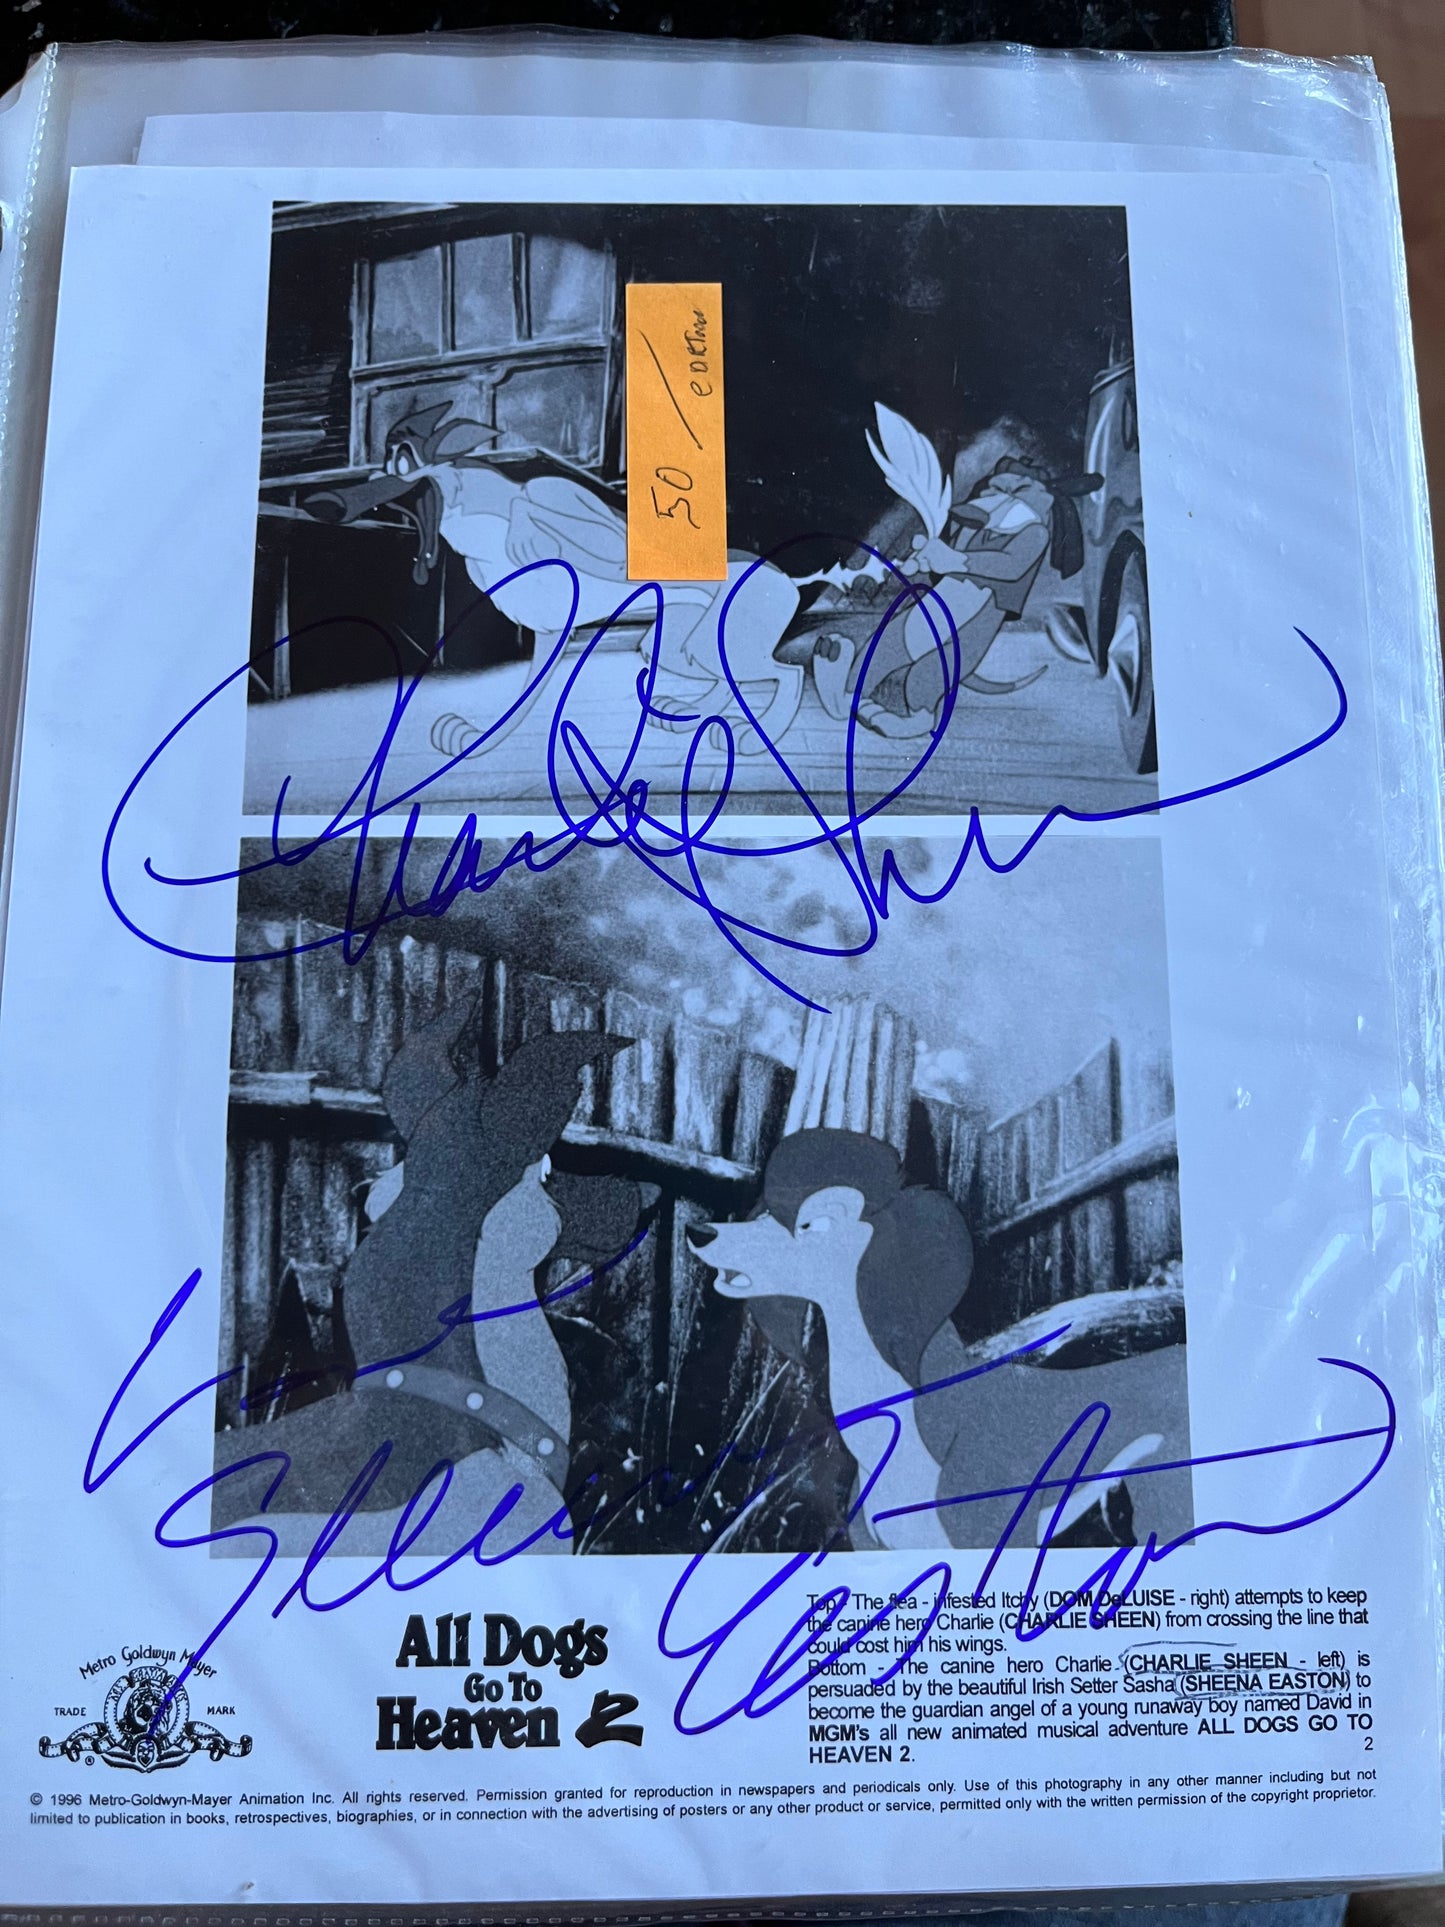 50 /
Charlie Sheen
Love
Sheena Easton
Metro Goldwyn Mayer
TRADE MARK
®
All Dogs
Go To
Heaven 2
Top - The flea - infested Itchy (DOM DeLUISE - right) attempts to keep
the canine hero Charlie (CHARLIE SHEEN) from crossing the line that
could cost him his wings.
Bottom - The canine hero Charlie (CHARLIE SHEEN - left) is
persuaded by the beautiful Irish Setter Sasha (SHEENA EASTON) to
become the guardian angel of a young runaway boy named David in
MGM's all new animated musical adventure ALL DOGS GO TO
HEAVEN 2.
2
© 1996 Metro-Goldwyn-Mayer Animation Inc. All rights reserved. Permission granted for reproduction in newspapers and periodicals only. Use of this photography in any other manner including but not
limited to publication in books, retrospectives, biographies, or in connection with the advertising of posters or any other product or service, permitted only with the written permission of the copyright proprietor.